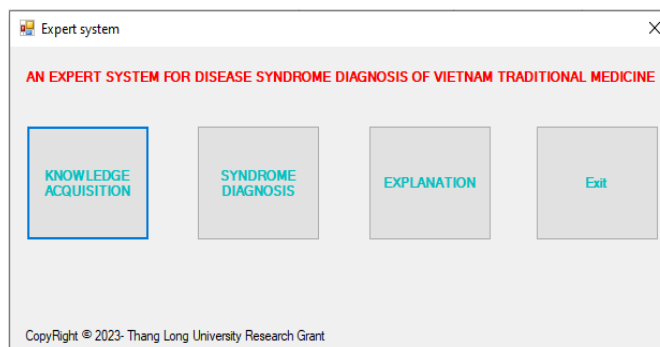 Expert system
AN EXPERT SYSTEM FOR DISEASE SYNDROME DIAGNOSIS OF VIETNAM TRADITIONAL MEDICINE
KNOWLEDGE
ACQUISITION
SYNDROME
DIAGNOSIS
EXPLANATION
Exit
CopyRight © 2023- Thang Long University Research Grant